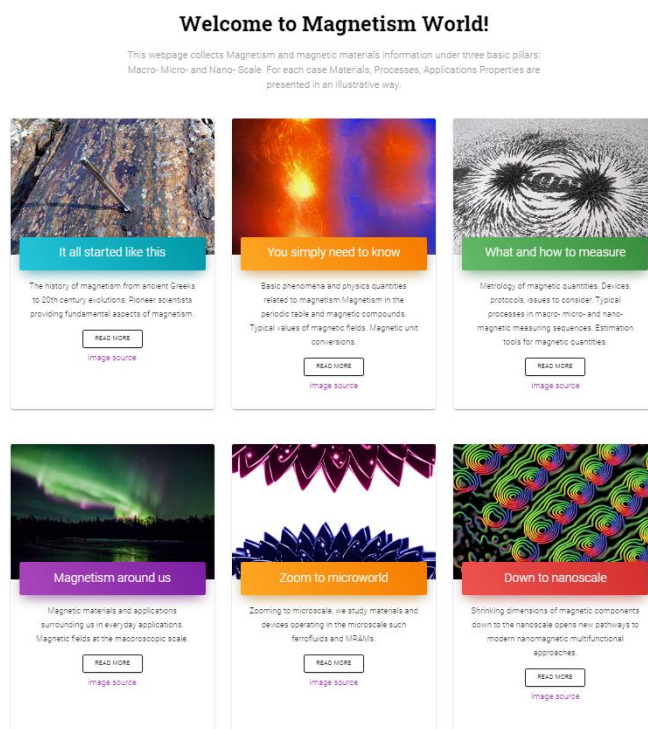 Welcome to Magnetism World!
This webpage collects Magnetism and magnetic materials information under three basic pillars:
Macro- Micro- and Nano- Scale. For each case Materials, Processes, Applications Properties are
presented in an illustrative way.
It all started like this
The history of magnetism from ancient Greeks
to 20th century evolutions. Pioneer scientists
providing fundamental aspects of magnetism.
READ MORE
image source
You simply need to know
Basic phenomena and physics quantities
related to magnetism.Magnetism in the
periodic table and magnetic compounds.
Typical values of magnetic fields. Magnetic unit
conversions.
READ MORE
image source
What and how to measure
Metrology of magnetic quantities. Devices,
protocols, issues to consider. Typical
processes in macro- micro- and nano-
magnetic measuring sequences. Estimation
tools for magnetic quantities.
READ MORE
image source
Magnetism around us
Magnetic materials and applications
surrounding us in everyday applications.
Magnetic fields at the macoroscopic scale.
READ MORE
image source
Zoom to microworld
Zooming to microscale, we study materials and
devices operating in the microscale such
ferrofluids and MRAMs.
READ MORE
image source
Down to nanoscale
Shrinking dimensions of magnetic components
down to the nanoscale opens new pathways to
modern nanomagnetic multifunctional
approaches.
READ MORE
image source